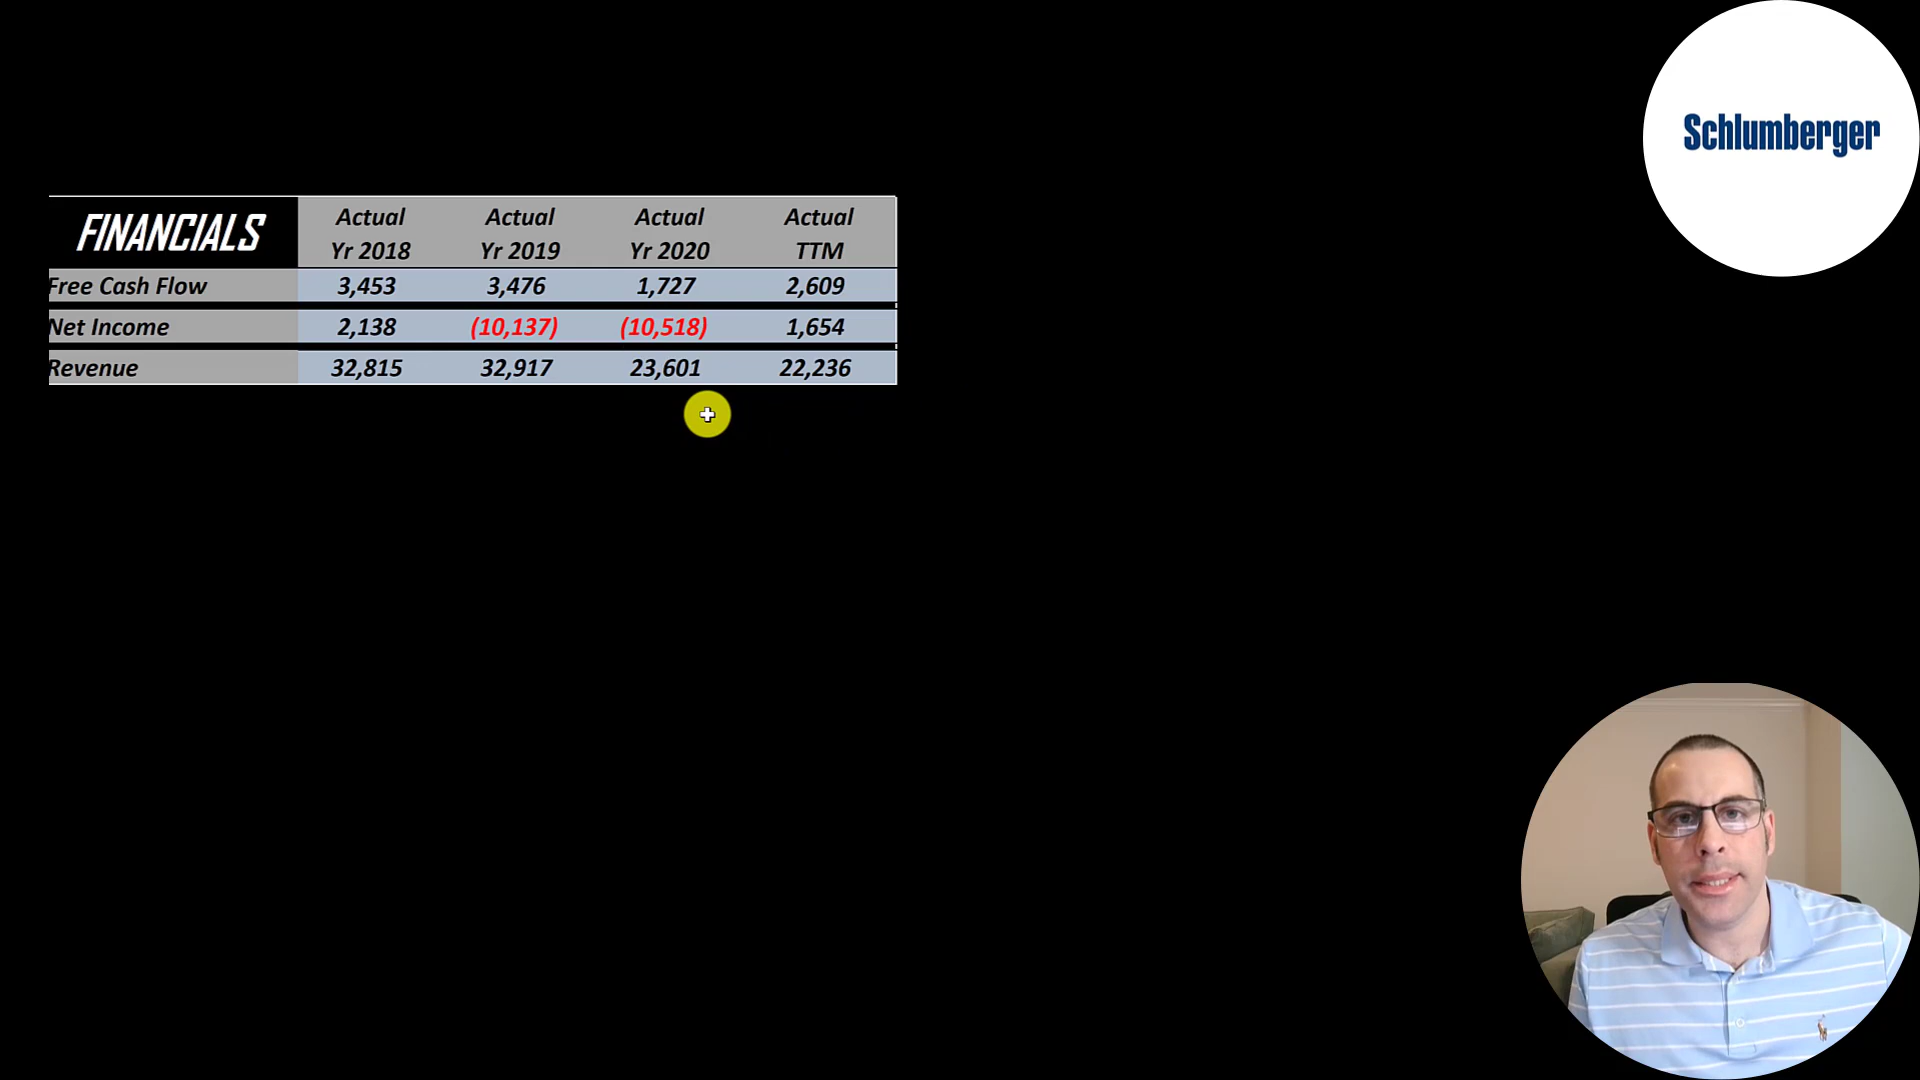 Schlumberger
FINANCIALS Actual Actual Actual Actual
Yr 2018 Yr 2019 Yr 2020 TTM
Free Cash Flow 3,453 3,476 1,727 2,609
Net Income 2,138 (10,137) (10,518) 1,654
Revenue 32,815 32,917 23,601 22,236